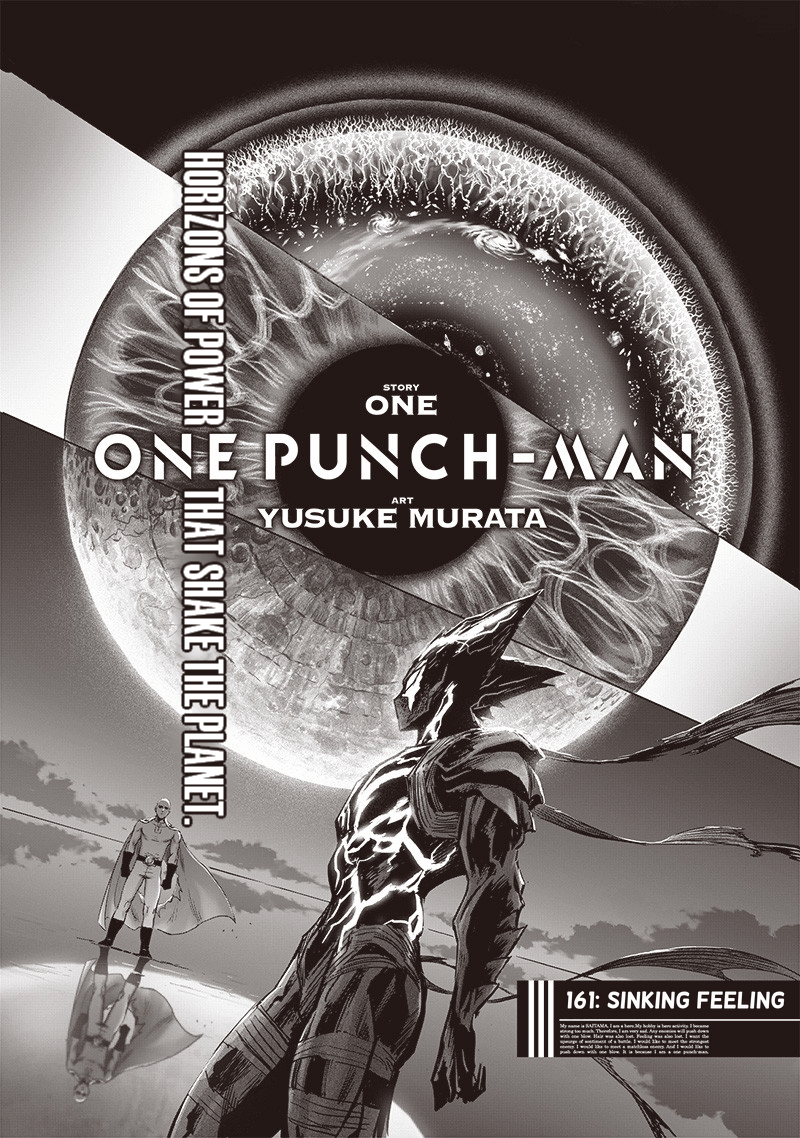 HORIZONS OF POWER THAT SHAKE THE PLANET.
STORY
ONE
ONE PUNCH-MAN
ART
YUSUKE MURATA
161: SINKING FEELING
My name is SAITAMA. I am a hero.My hobby is hero activity. I became
strong too much. Therefore, I am very sad. Any enemies will push down
with one blow. Hair was also lost. Feeling was also lost. I want the
upsurge of sentiment of a battle. I would like to meet the strongest
enemy. I would like to meet a matchless enemy. And I would like to
push down with one blow. It is because I am a one punch-man.